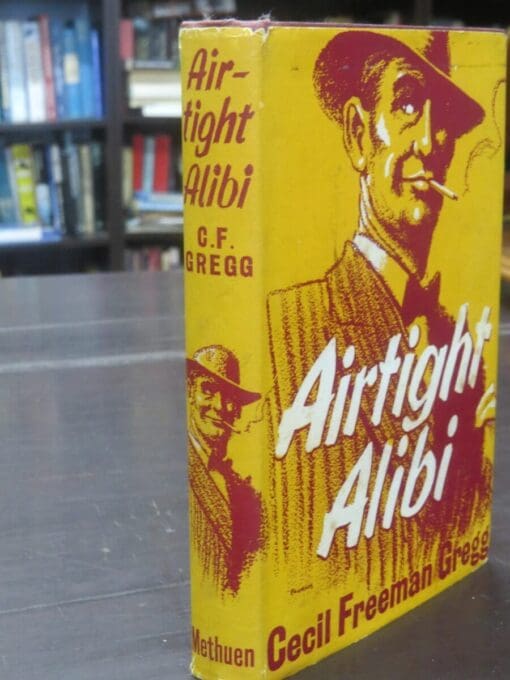 Air-
tight
Alibi
C.F.
GREGG
Methuen
Airtight
Alibi
Cecil Freeman Gregg